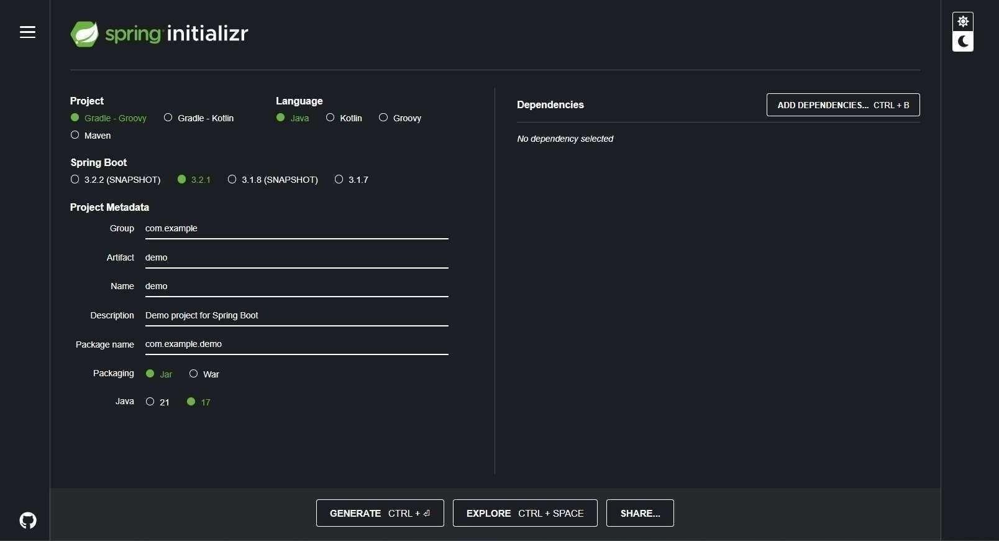 spring initializr
Project
Gradle - Groovy Gradle - Kotlin
Maven
Language
Java Kotlin Groovy
Spring Boot
3.2.2 (SNAPSHOT) 3.2.1 3.1.8 (SNAPSHOT) 3.1.7
Project Metadata
Group com.example
Artifact demo
Name demo
Description Demo project for Spring Boot
Package name com.example.demo
Packaging Jar War
Java 21 17
Dependencies ADD DEPENDENCIES... CTRL + B
No dependency selected
GENERATE CTRL + ⏎ EXPLORE CTRL + SPACE SHARE...